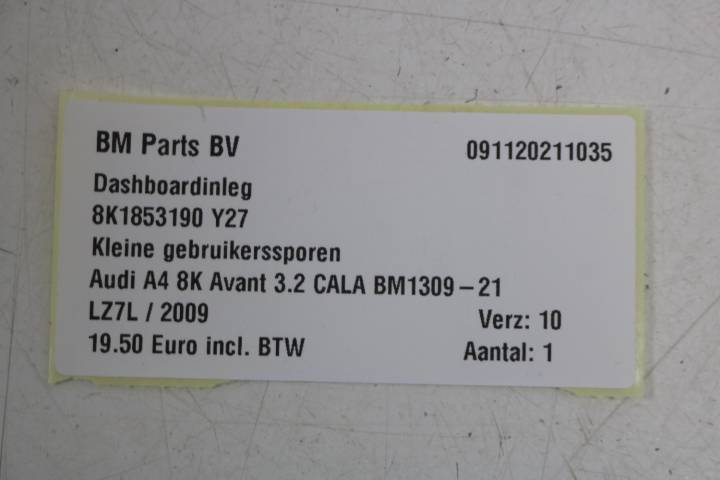 BM Parts BV 091120211035
Dashboardinleg
8K1853190 Y27
Kleine gebruikerssporen
Audi A4 8K Avant 3.2 CALA BM1309-21
LZ7L / 2009 Verz: 10
19.50 Euro incl. BTW Aantal: 1